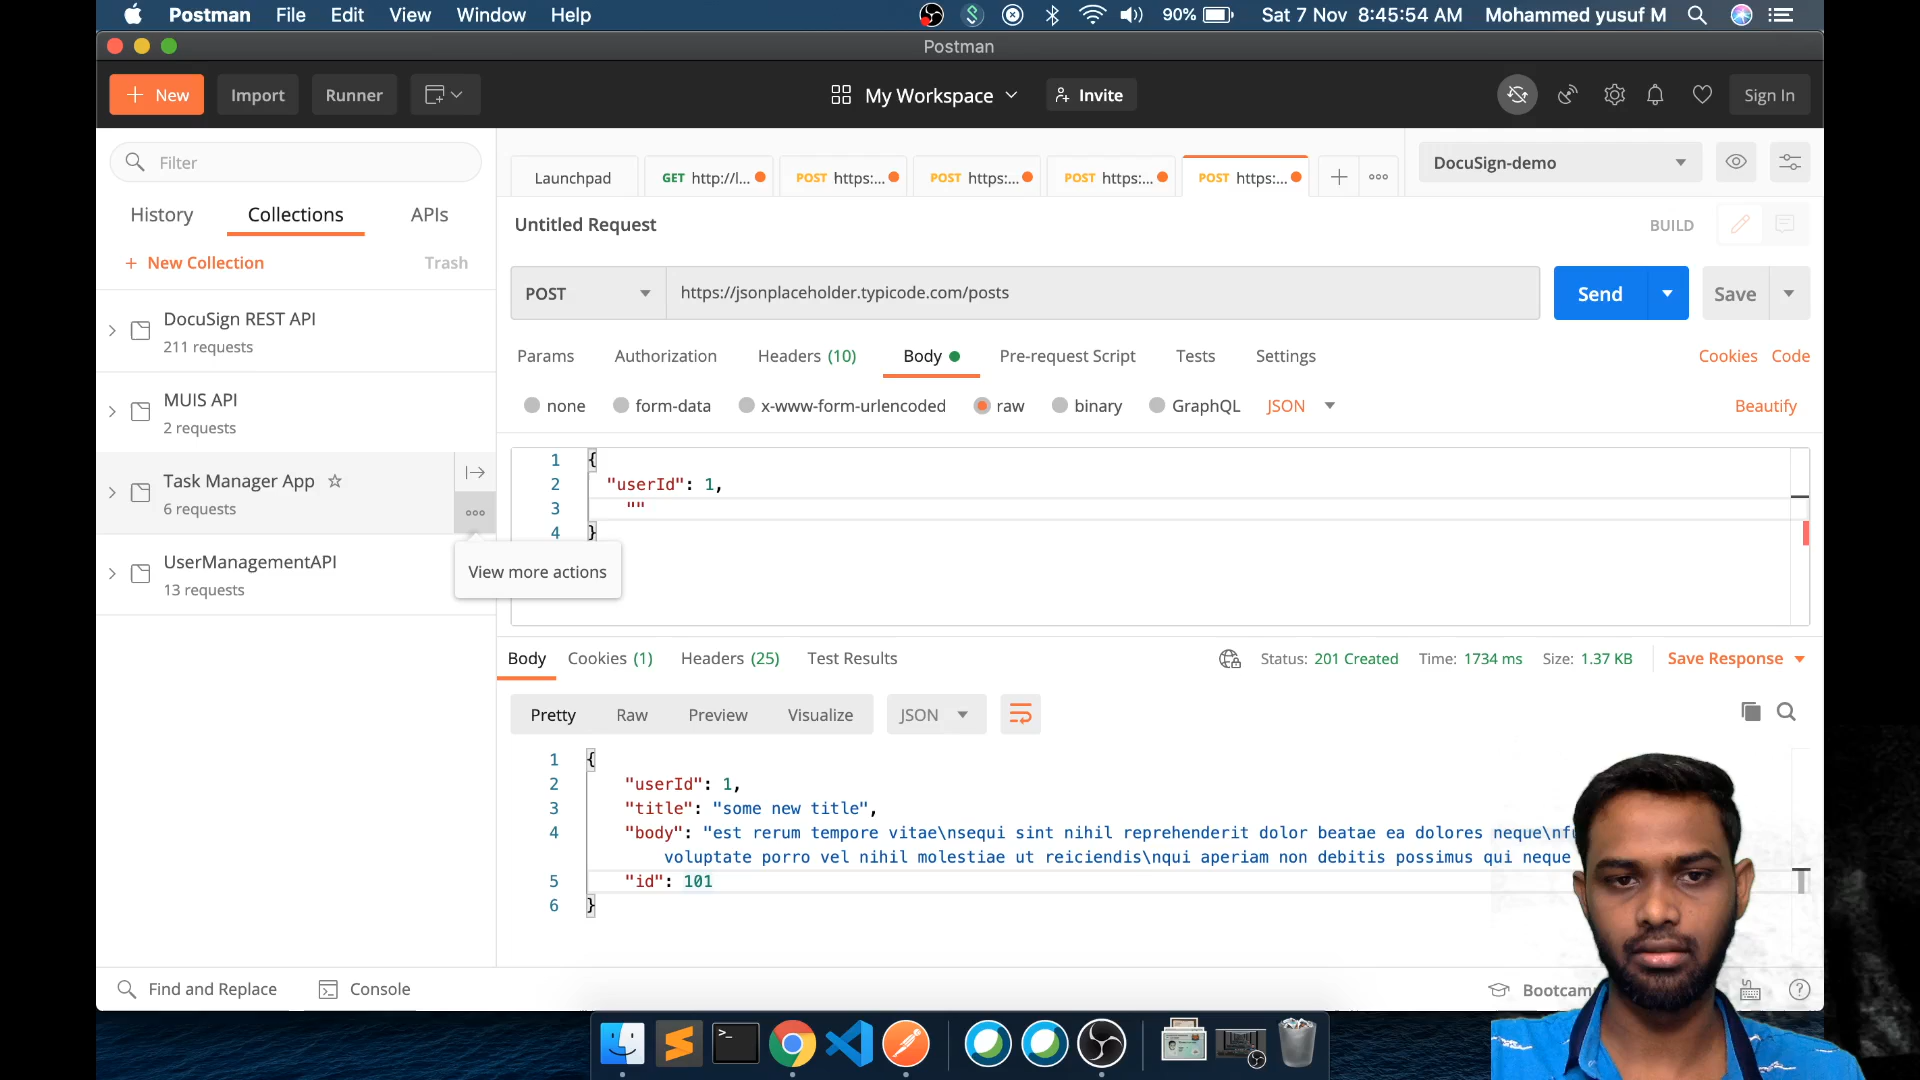 Postman File Edit View Window Help 90% Sat 7 Nov 8:45:54 AM Mohammed yusuf M
Postman
+ New Import Runner My Workspace Invite Sign In
Filter
Launchpad GET http://l... POST https:... POST https:... POST https:... POST https:... DocuSign-demo
History Collections APIs
Untitled Request BUILD
+ New Collection Trash
POST https://jsonplaceholder.typicode.com/posts Send Save
DocuSign REST API
211 requests
Params Authorization Headers (10) Body Pre-request Script Tests Settings Cookies Code
MUIS API
2 requests
none form-data x-www-form-urlencoded raw binary GraphQL JSON Beautify
Task Manager App
6 requests
1 {
2 "userId": 1,
3 ""
4 }
View more actions
UserManagementAPI
13 requests
Body Cookies (1) Headers (25) Test Results Status: 201 Created Time: 1734 ms Size: 1.37 KB Save Response
Pretty Raw Preview Visualize JSON
1 {
2 "userId": 1,
3 "title": "some new title",
4 "body": "est rerum tempore vitae\nsequi sint nihil reprehenderit dolor beatae ea dolores neque\nfu
voluptate porro vel nihil molestiae ut reiciendis\nqui aperiam non debitis possimus qui neque
5 "id": 101
6 }
Find and Replace Console Bootcam